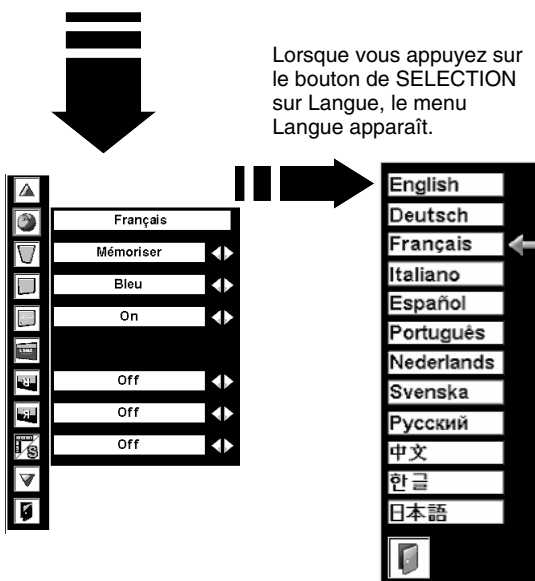 Lorsque vous appuyez sur
le bouton de SELECTION
sur Langue, le menu
Langue apparaît.
Français
Mémoriser
Bleu
On
Off
Off
Off
English
Deutsch
Français
Italiano
Español
Português
Nederlands
Svenska
Русский
中文
한글
日本語